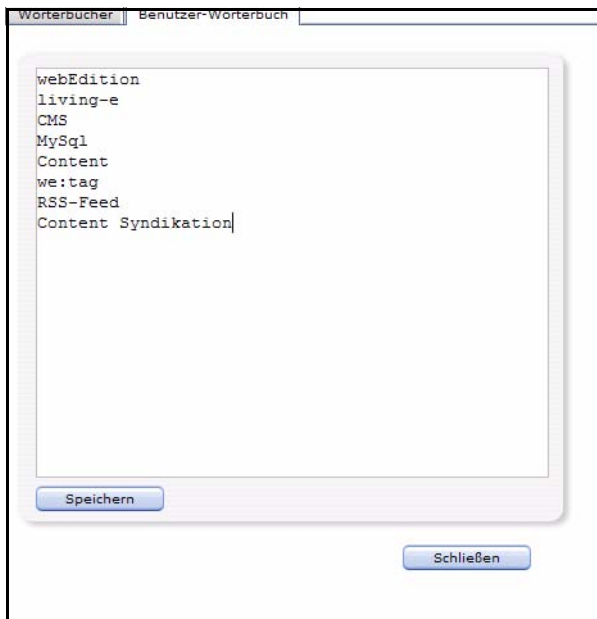 Wörterbücher Benutzer-Wörterbuch
webEdition
living-e
CMS
MySql
Content
we:tag
RSS-Feed
Content Syndikation
Speichern
Schließen